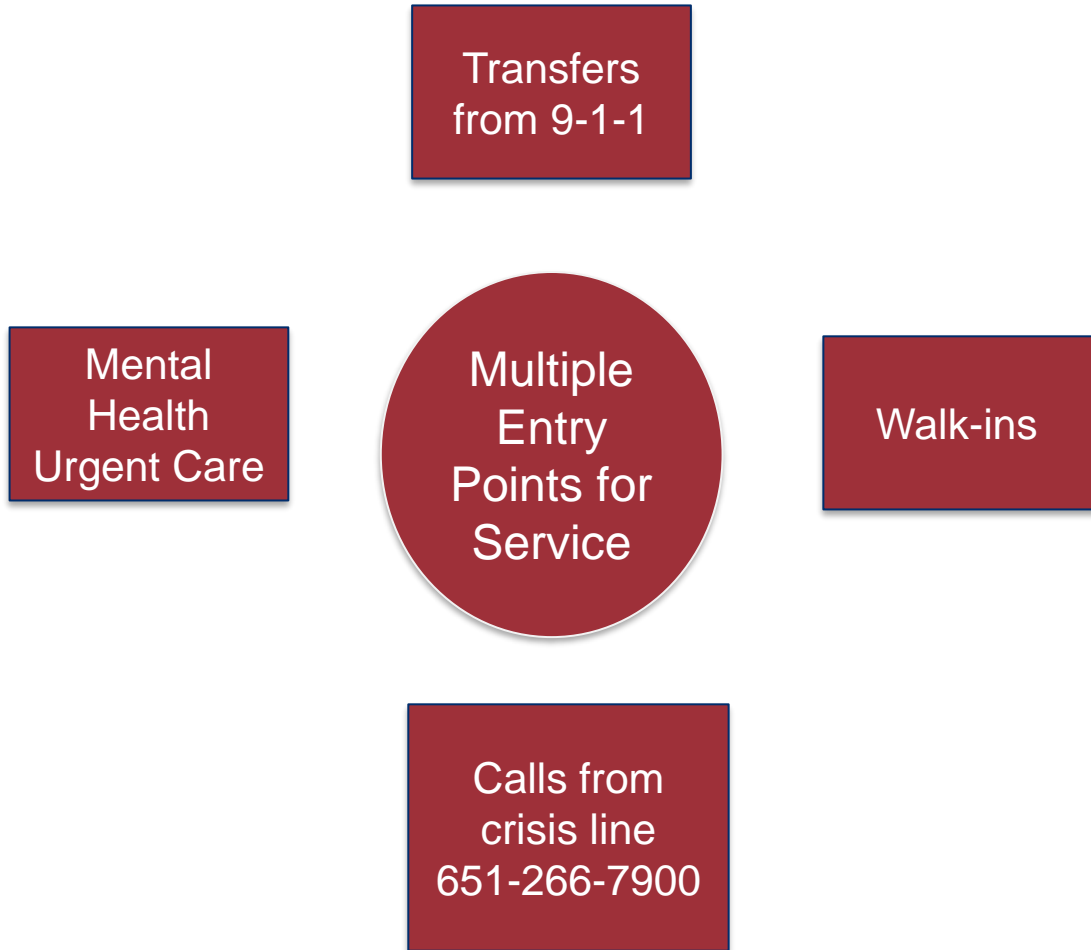 Transfers
from 9-1-1
Mental
Health
Urgent Care
Multiple
Entry
Points for
Service
Walk-ins
Calls from
crisis line
651-266-7900